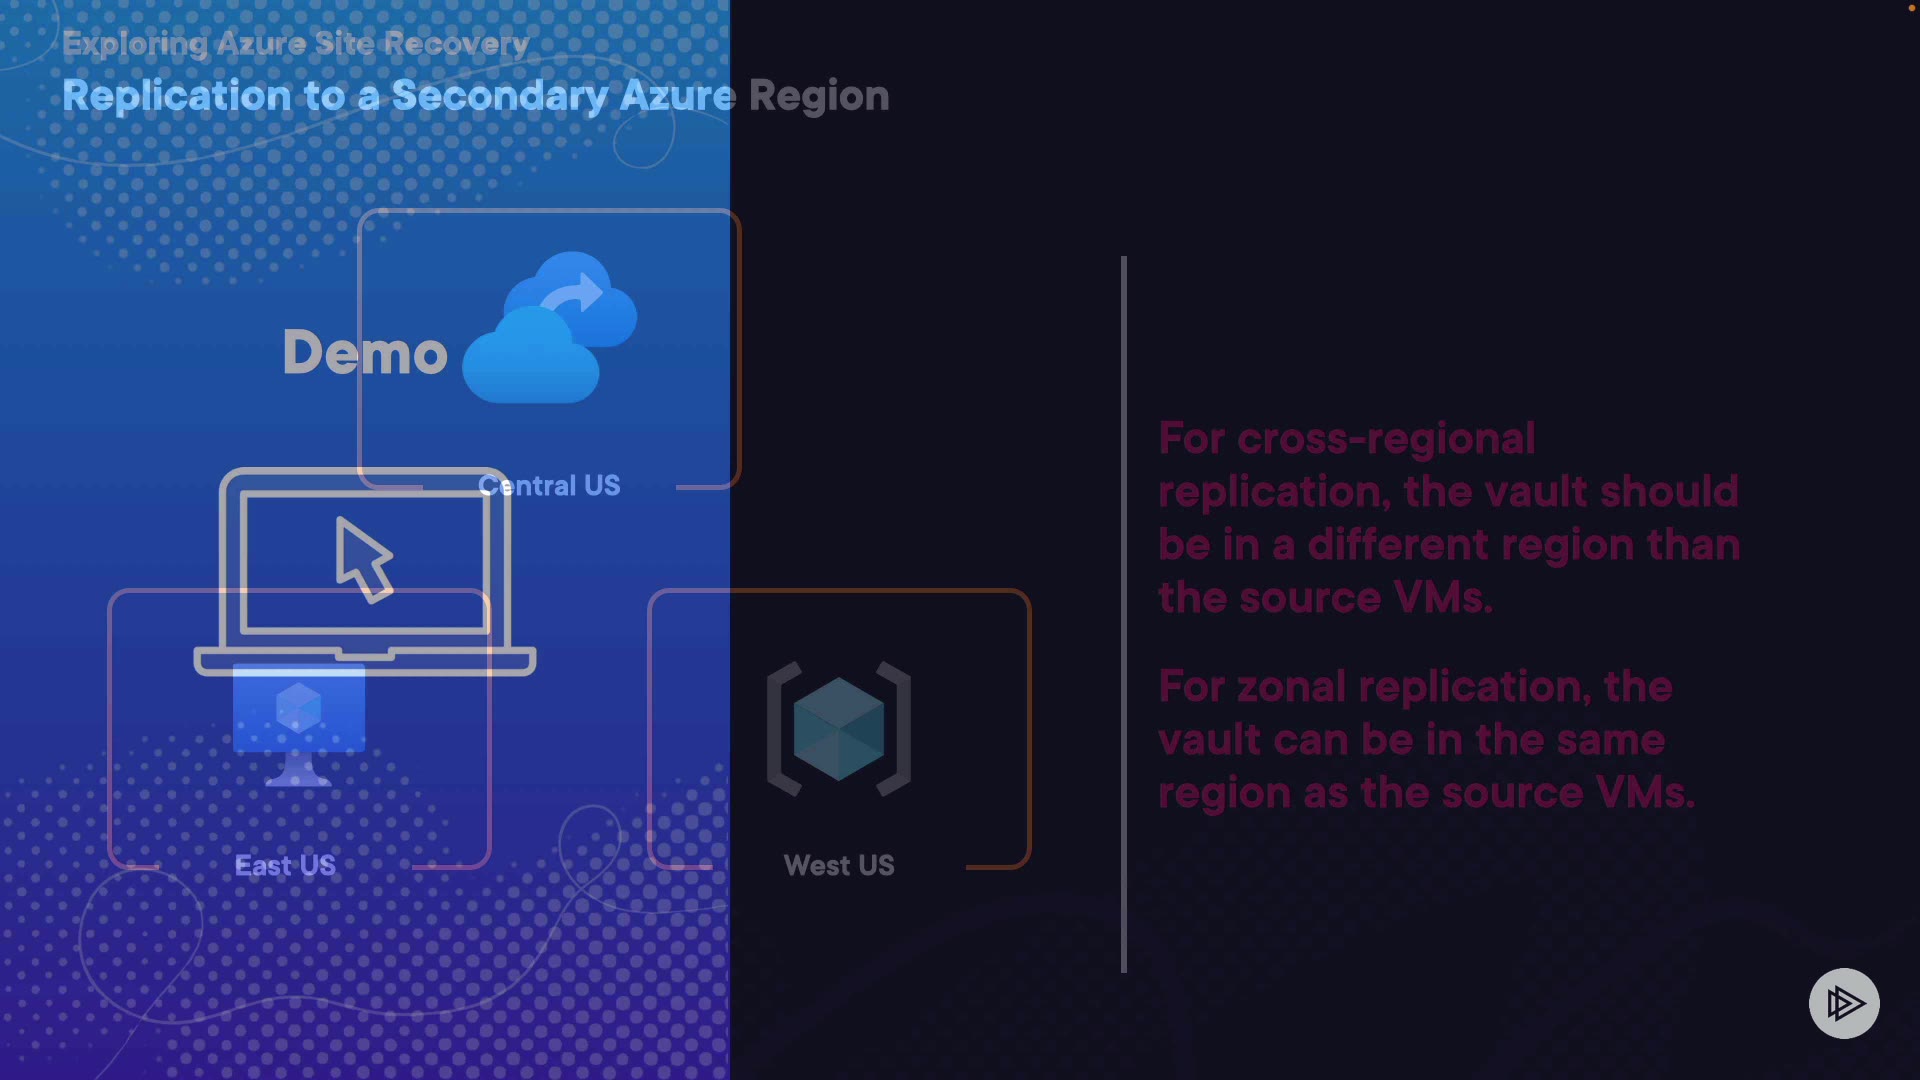 Exploring Azure Site Recovery
Replication to a Secondary Azure Region
Demo
Central US
East US
West US
For cross-regional
replication, the vault should
be in a different region than
the source VMs.
For zonal replication, the
vault can be in the same
region as the source VMs.